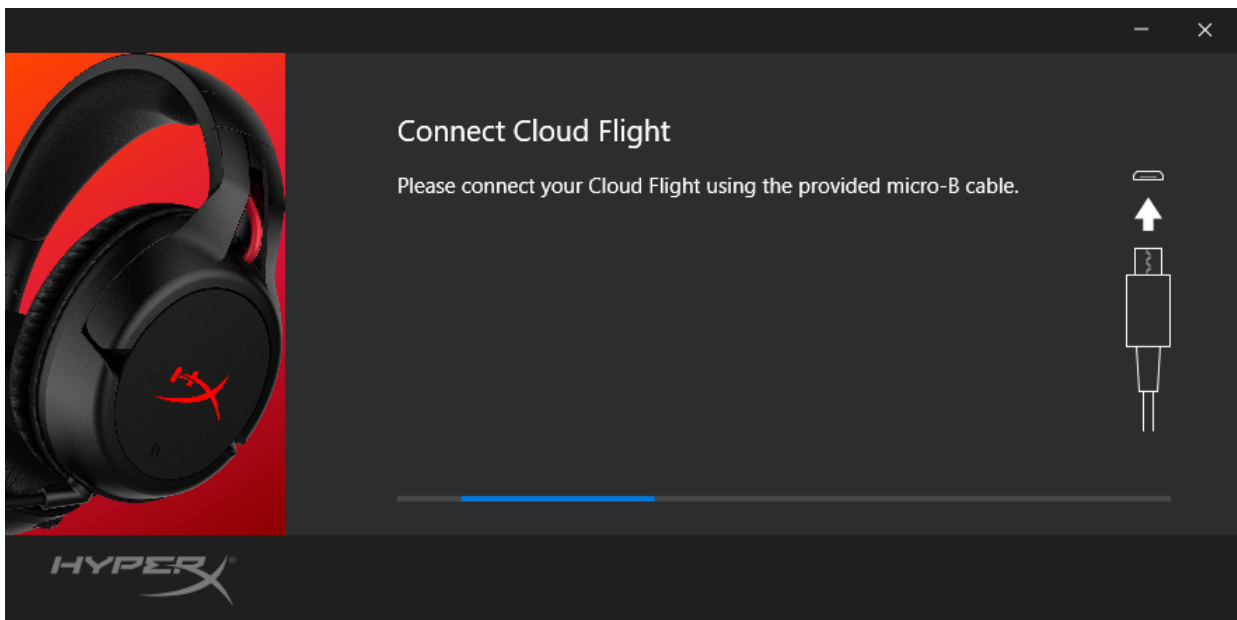 Connect Cloud Flight
Please connect your Cloud Flight using the provided micro-B cable.
HYPERX®